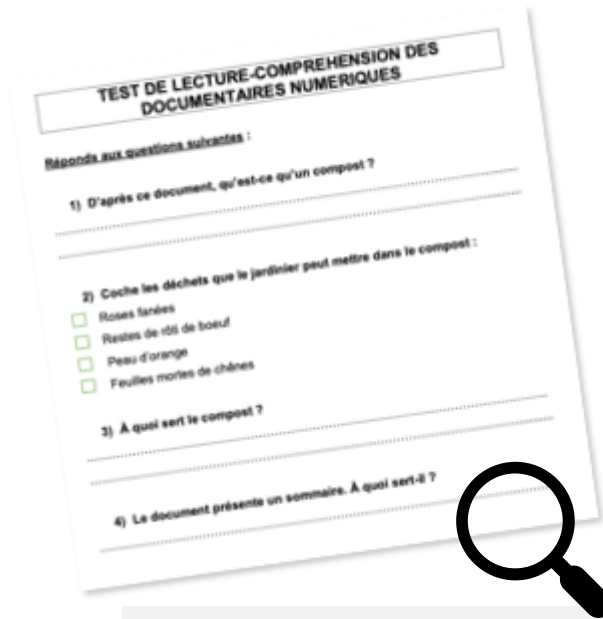 TEST DE LECTURE-COMPREHENSION DES
DOCUMENTAIRES NUMERIQUES
Réponds aux questions suivantes :
1) D'après ce document, qu'est-ce qu'un compost ?
2) Coche les déchets que le jardinier peut mettre dans le compost :
Roses fanées
Restes de rôti de boeuf
Peau d'orange
Feuilles mortes de chênes
3) À quoi sert le compost ?
4) Le document présente un sommaire. À quoi sert-il ?